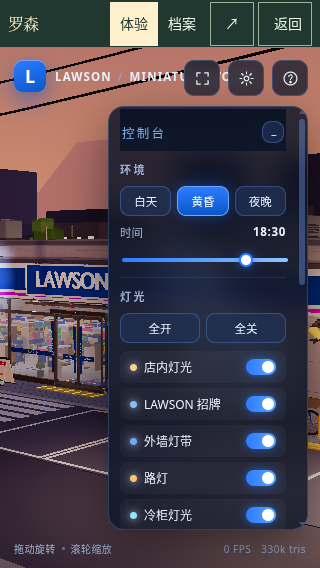 罗森
体验
档案
↗
返回
L
LAWSON / MINIATU
控制台
–
环境
白天
黄昏
夜晚
时间
18:30
灯光
全开
全关
店内灯光
LAWSON 招牌
外墙灯带
路灯
冷柜灯光
LAWSON
拖动旋转 • 滚轮缩放
0 FPS 330k tris